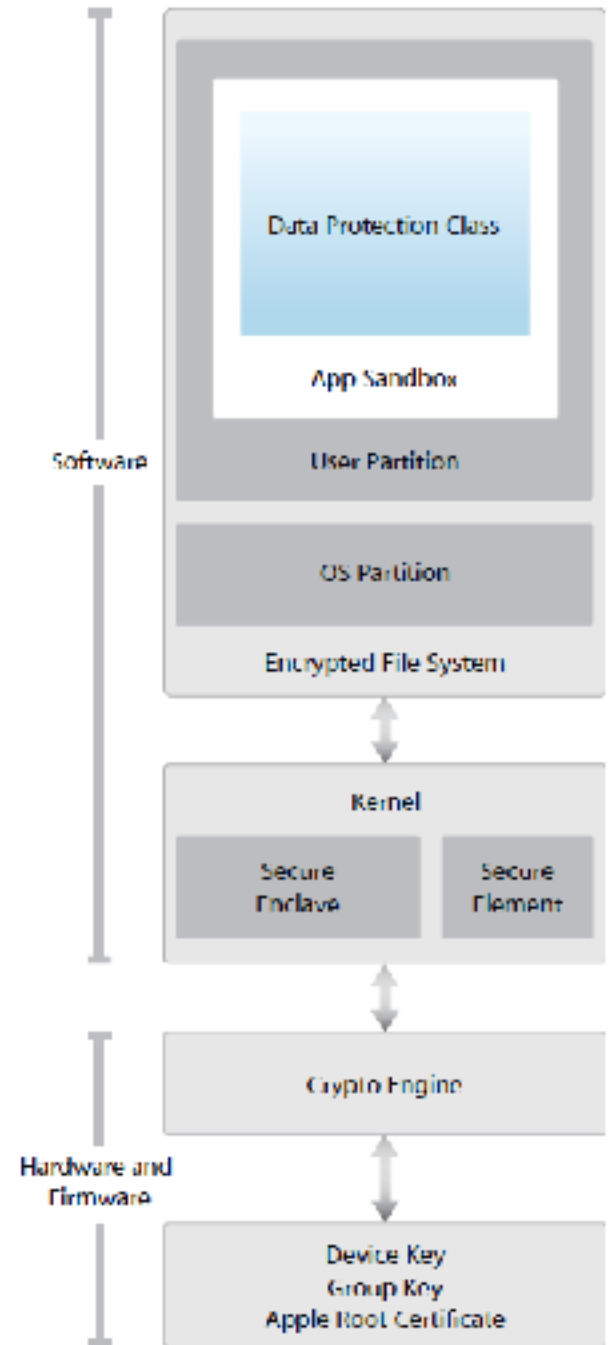 Data Protection Class
App Sandbox
Software
User Partition
OS Partition
Encrypted File System
Kernel
Secure
Enclave
Secure
Element
Crypto Engine
Hardware and
Firmware
Device Key
Group Key
Apple Root Certificate